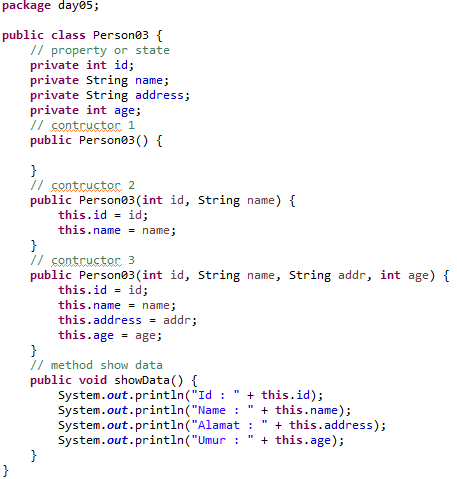 package day05;

public class Person03 {
    // property or state
    private int id;
    private String name;
    private String address;
    private int age;
    // contructor 1
    public Person03() {

    }
    // contructor 2
    public Person03(int id, String name) {
        this.id = id;
        this.name = name;
    }
    // contructor 3
    public Person03(int id, String name, String addr, int age) {
        this.id = id;
        this.name = name;
        this.address = addr;
        this.age = age;
    }
    // method show data
    public void showData() {
        System.out.println("Id : " + this.id);
        System.out.println("Name : " + this.name);
        System.out.println("Alamat : " + this.address);
        System.out.println("Umur : " + this.age);
    }
}